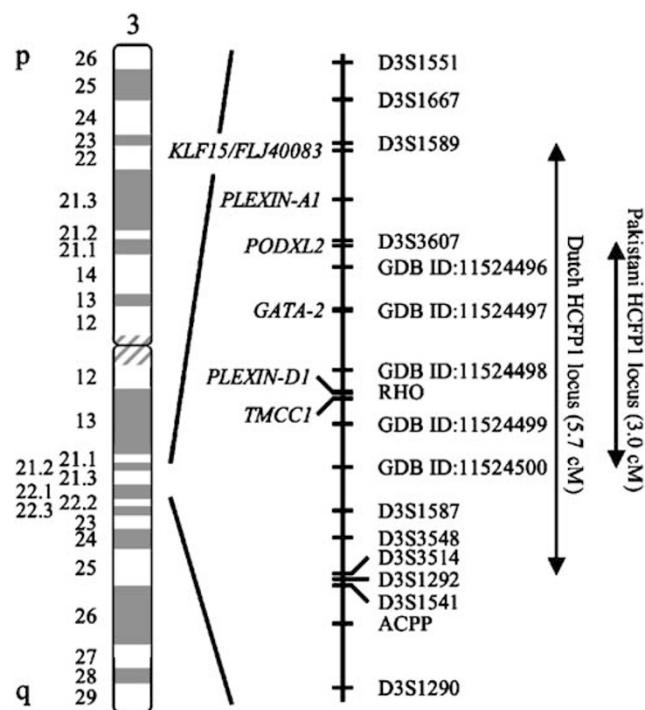 3
p
26
25
24
23
22
21.3
21.2
21.1
14
13
12
12
13
21.1
21.2
21.3
22.1
22.2
22.3
23
24
25
26
27
28
29
q
KLF15/FLJ40083
PLEXIN-A1
PODXL2
GATA-2
PLEXIN-D1
TMCC1
D3S1551
D3S1667
D3S1589
D3S3607
GDB ID:11524496
GDB ID:11524497
GDB ID:11524498
RHO
GDB ID:11524499
GDB ID:11524500
D3S1587
D3S3548
D3S3514
D3S1292
D3S1541
ACPP
D3S1290
Dutch HCFP1 locus (5.7 cM)
Pakistani HCFP1 locus (3.0 cM)